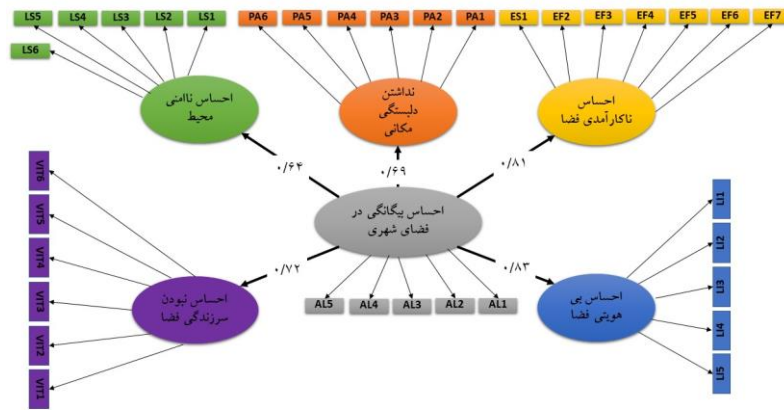 LS5 LS4 LS3 LS2 LS1
PA6 PA5 PA4 PA3 PA2 PA1
ES1 EF2 EF3 EF4 EF5 EF6 EF7
LS6
احساس ناامنی
محیط
نداشتن
دلبستگی
مکانی
احساس
ناکارآمدی فضا
۰/۶۴
۰/۶۹
۰/۸۱
احساس بیگانگی در
فضای شهری
۰/۷۲
۰/۸۳
VIT6
VIT5
VIT4
VIT3
VIT2
VIT1
احساس نبودن
سرزندگی فضا
AL5 AL4 AL3 AL2 AL1
احساس بی
هویتی فضا
LI1
LI2
LI3
LI4
LI5